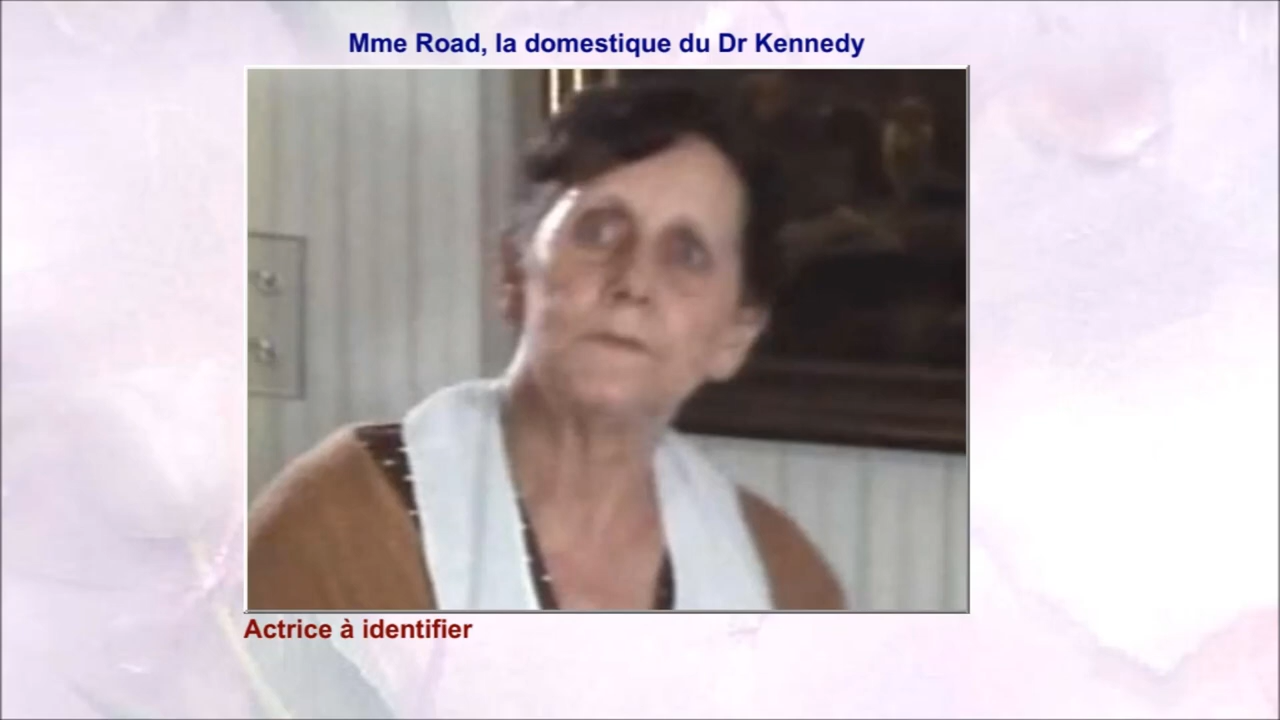 Mme Road, la domestique du Dr Kennedy
Actrice à identifier